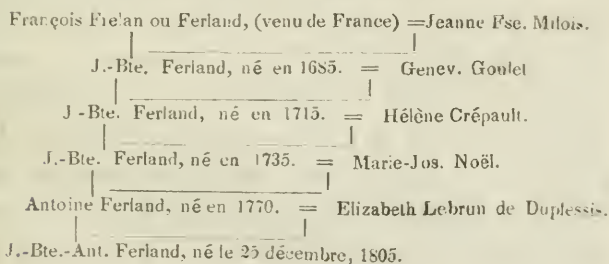 François Fre'an ou Ferland, (venu de France) =Jeanne Fse. Milois.
J.-Bte. Ferland, né en 1685. = Genev. Goulet
J -Bte. Ferland, né en 1715. = Hélène Crépault.
J.-Bte. Ferland, né en 1735. = Marie-Jos. Noël.
Antoine Ferland, né en 1770. = Elizabeth Lebrun de Duplessis.
J.-Bte.-Ant. Ferland, né le 25 décembre, 1805.